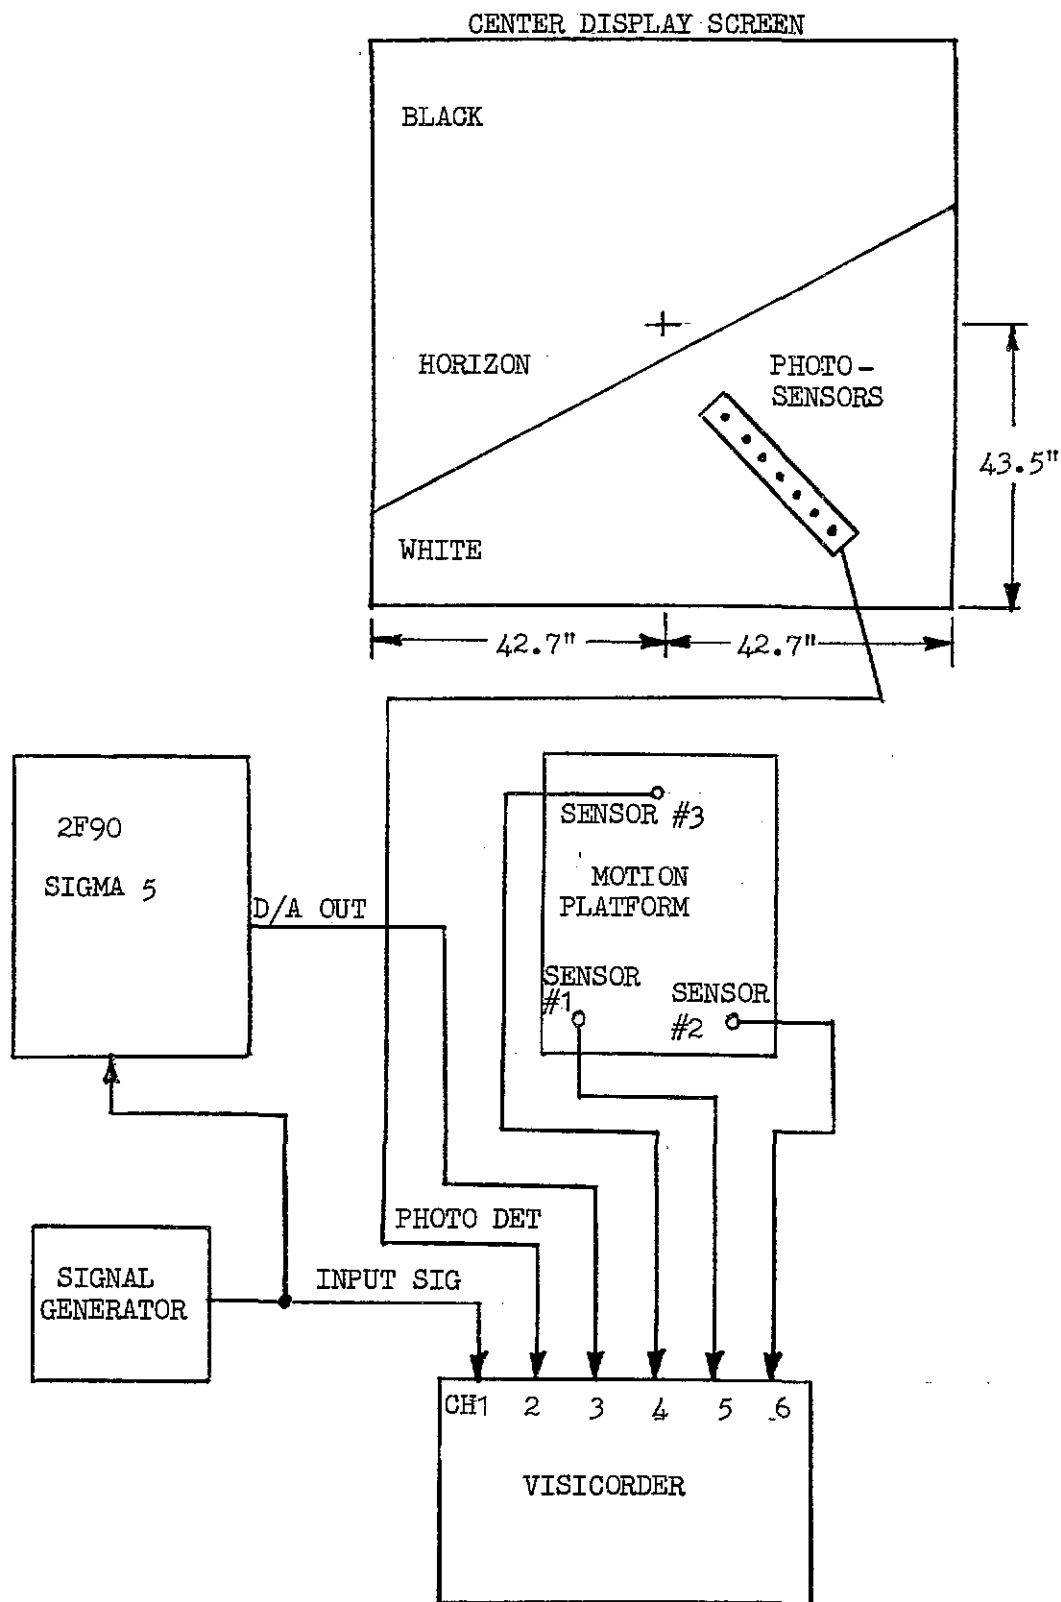 CENTER DISPLAY SCREEN
BLACK
HORIZON
PHOTO-
SENSORS
43.5"
WHITE
42.7"
42.7"
2F90
SIGMA 5
D/A OUT
SENSOR #3
MOTION
PLATFORM
SENSOR
#1
SENSOR
#2
PHOTO DET
INPUT SIG
SIGNAL
GENERATOR
CH1 2 3 4 5 6
VISICORDER